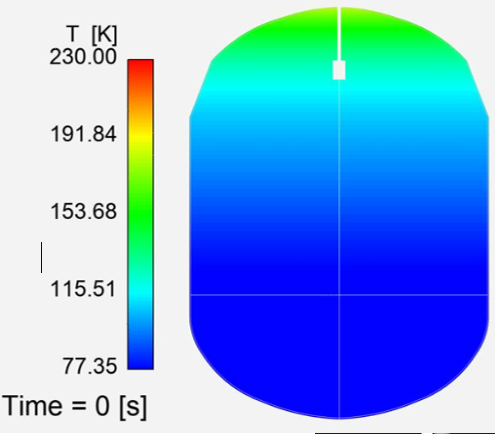 T [K]
230.00
191.84
153.68
115.51
77.35
Time = 0 [s]